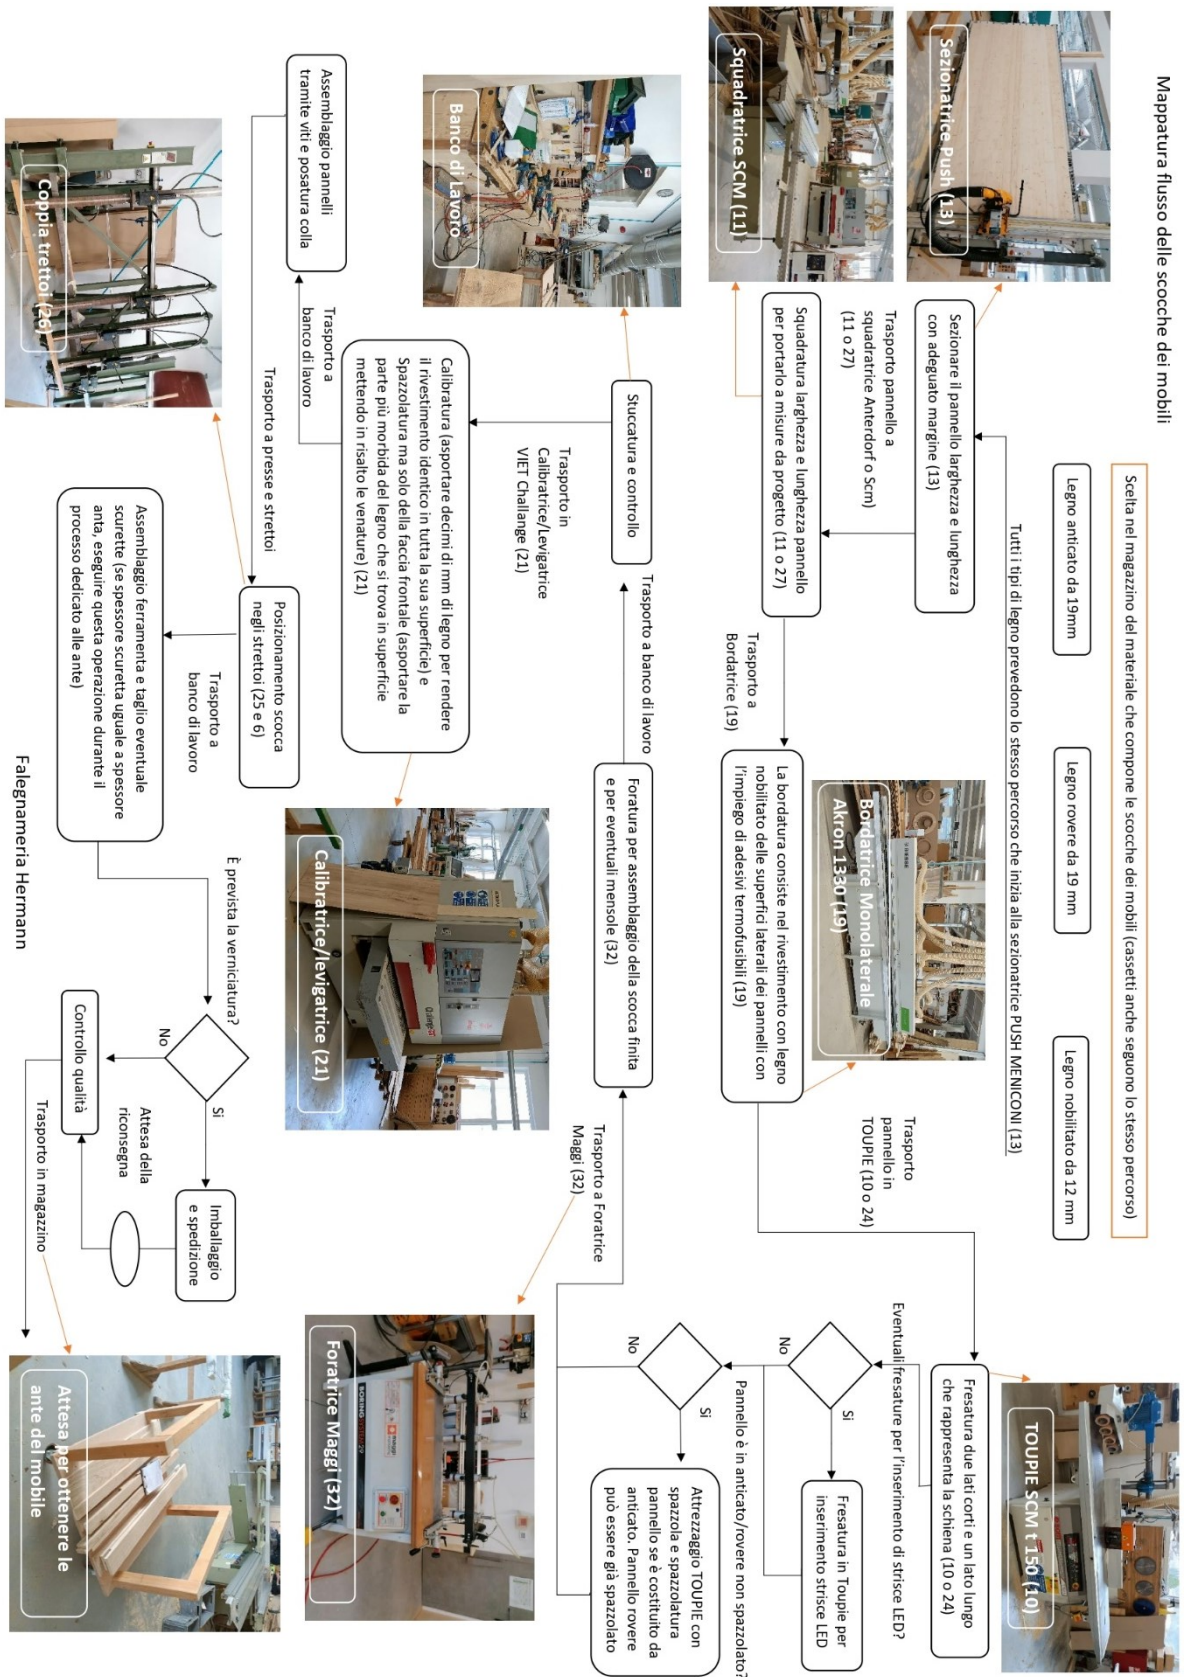 Mappatura flusso delle scocche dei mobili
Scelta nel magazzino del materiale che compone le scocche dei mobili (cassetti anche seguono lo stesso percorso)
Legno anticato da 19mm
Legno rovere da 19 mm
Legno nobilitato da 12 mm
Tutti i tipi di legno prevedono lo stesso percorso che inizia alla sezionatrice PUSH MENICONI (13)
Sezionatrice Push (13)
Sezionare il pannello larghezza e lunghezza
con adeguato margine (13)
Trasporto pannello a
squadratrice Anterdorf o Scm)
(11 o 27)
Squadratrice SCM (11)
Squadratura larghezza e lunghezza pannello
per portarlo a misure da progetto (11 o 27)
Trasporto a
Bordatrice (19)
Bordatrice Monolaterale
Akron 1330 (19)
La bordatura consiste nel rivestimento con legno
nobilitato delle superfici laterali dei pannelli con
l'impiego di adesivi termofusibili (19)
Trasporto
pannello in
TOUPIE (10 o 24)
TOUPIE SCM t 150 (10)
Fresatura due lati corti e un lato lungo
che rappresenta la schiena (10 o 24)
Eventuali fresature per l'inserimento di strisce LED?
Si
No
Fresatura in Toupie per
inserimento strisce LED
Pannello è in anticato/rovere non spazzolato?
Si
No
Attrezzaggio TOUPIE con
spazzola e spazzolatura
pannello se è costituito da
anticato. Pannello rovere
può essere già spazzolato
Trasporto a Foratrice
Maggi (32)
BORING SYSTEM 29
MAGGI
Foratrice Maggi (32)
Foratura per assemblaggio della scocca finita
e per eventuali mensole (32)
Trasporto a banco di lavoro
Banco di Lavoro
Stuccatura e controllo
Trasporto in
Calibratrice/Levigatrice
VIET Challange (21)
Calibratura (asportare decimi di mm di legno per rendere
il rivestimento identico in tutta la sua superficie) e
Spazzolatura ma solo della faccia frontale (asportare la
parte più morbida del legno che si trova in superficie
mettendo in risalto le venature) (21)
Calibratrice/levigatrice (21)
Trasporto a
banco di lavoro
Assemblaggio pannelli
tramite viti e posatura colla
Trasporto a presse e strettoi
Coppia trettoi (26)
Posizionamento scocca
negli strettoi (25 e 6)
Trasporto a
banco di lavoro
Assemblaggio ferramenta e taglio eventuale
scurette (se spessore scuretta uguale a spessore
anta, eseguire questa operazione durante il
processo dedicato alle ante)
È prevista la verniciatura?
Si
No
Imballaggio
e spedizione
Attesa della
riconsegna
Controllo qualità
Trasporto in magazzino
Attesa per ottenere le
ante del mobile
Falegnameria Hermann